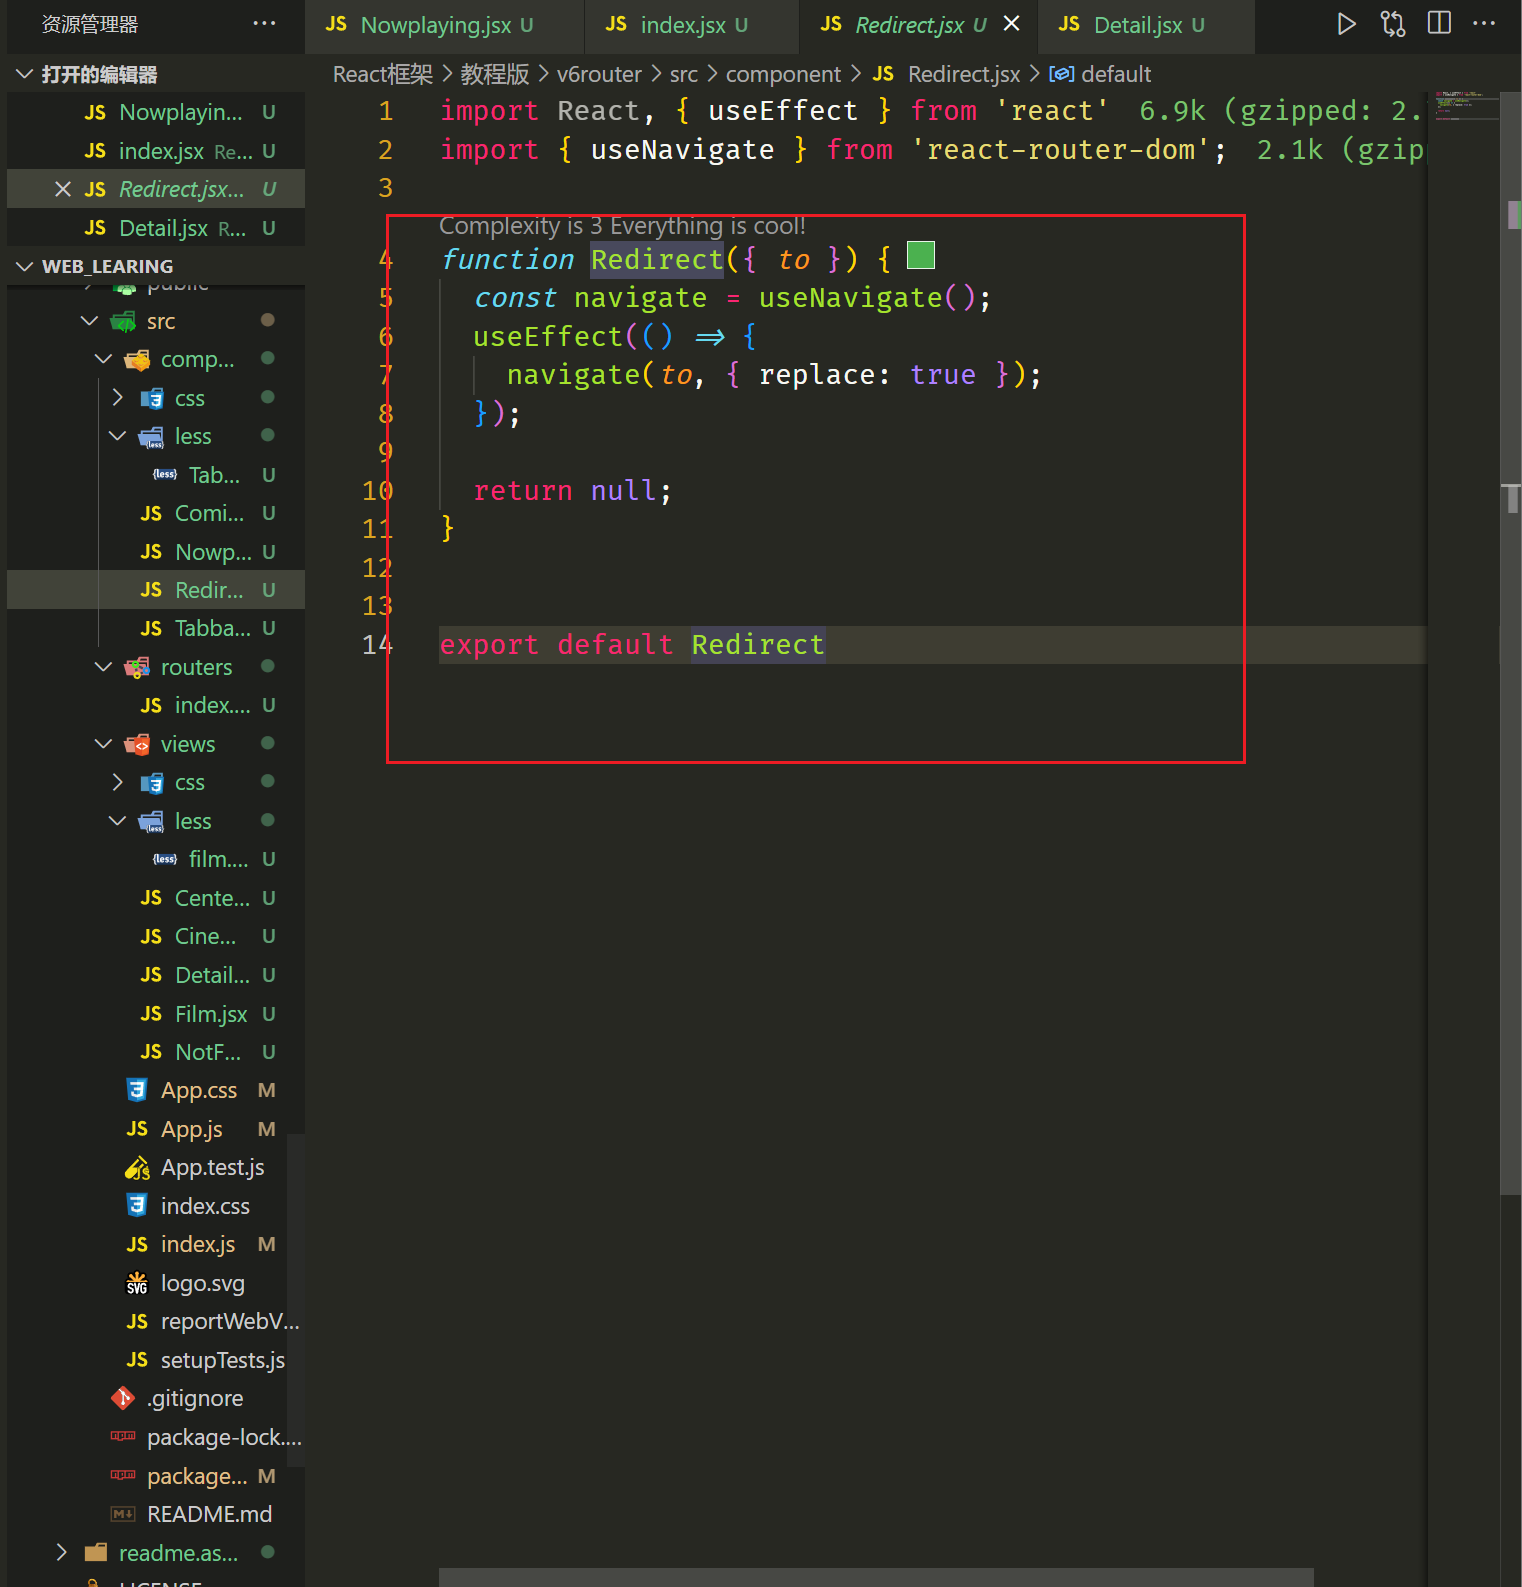 资源管理器 ···
打开的编辑器
JS Nowplayin... U
JS index.jsx Re... U
JS Redirect.jsx... U
JS Detail.jsx R... U
WEB_LEARING
public
src
comp...
css
less
{less} Tab... U
JS Comi... U
JS Nowp... U
JS Redir... U
JS Tabba... U
routers
JS index.... U
views
css
less
{less} film.... U
JS Cente... U
JS Cine... U
JS Detail... U
JS Film.jsx U
JS NotF... U
App.css M
JS App.js M
App.test.js
index.css
JS index.js M
SVG logo.svg
JS reportWebV...
JS setupTests.js
.gitignore
package-lock....
package... M
README.md
readme.as...
LICENSE
JS Nowplaying.jsx U JS index.jsx U JS Redirect.jsx U JS Detail.jsx U ···
React框架 > 教程版 > v6router > src > component > JS Redirect.jsx > default
1 import React, { useEffect } from 'react' 6.9k (gzipped: 2.
2 import { useNavigate } from 'react-router-dom'; 2.1k (gzip
3
Complexity is 3 Everything is cool!
4 function Redirect({ to }) {
5 const navigate = useNavigate();
6 useEffect(() => {
7 navigate(to, { replace: true });
8 });
9
10 return null;
11 }
12
13
14 export default Redirect